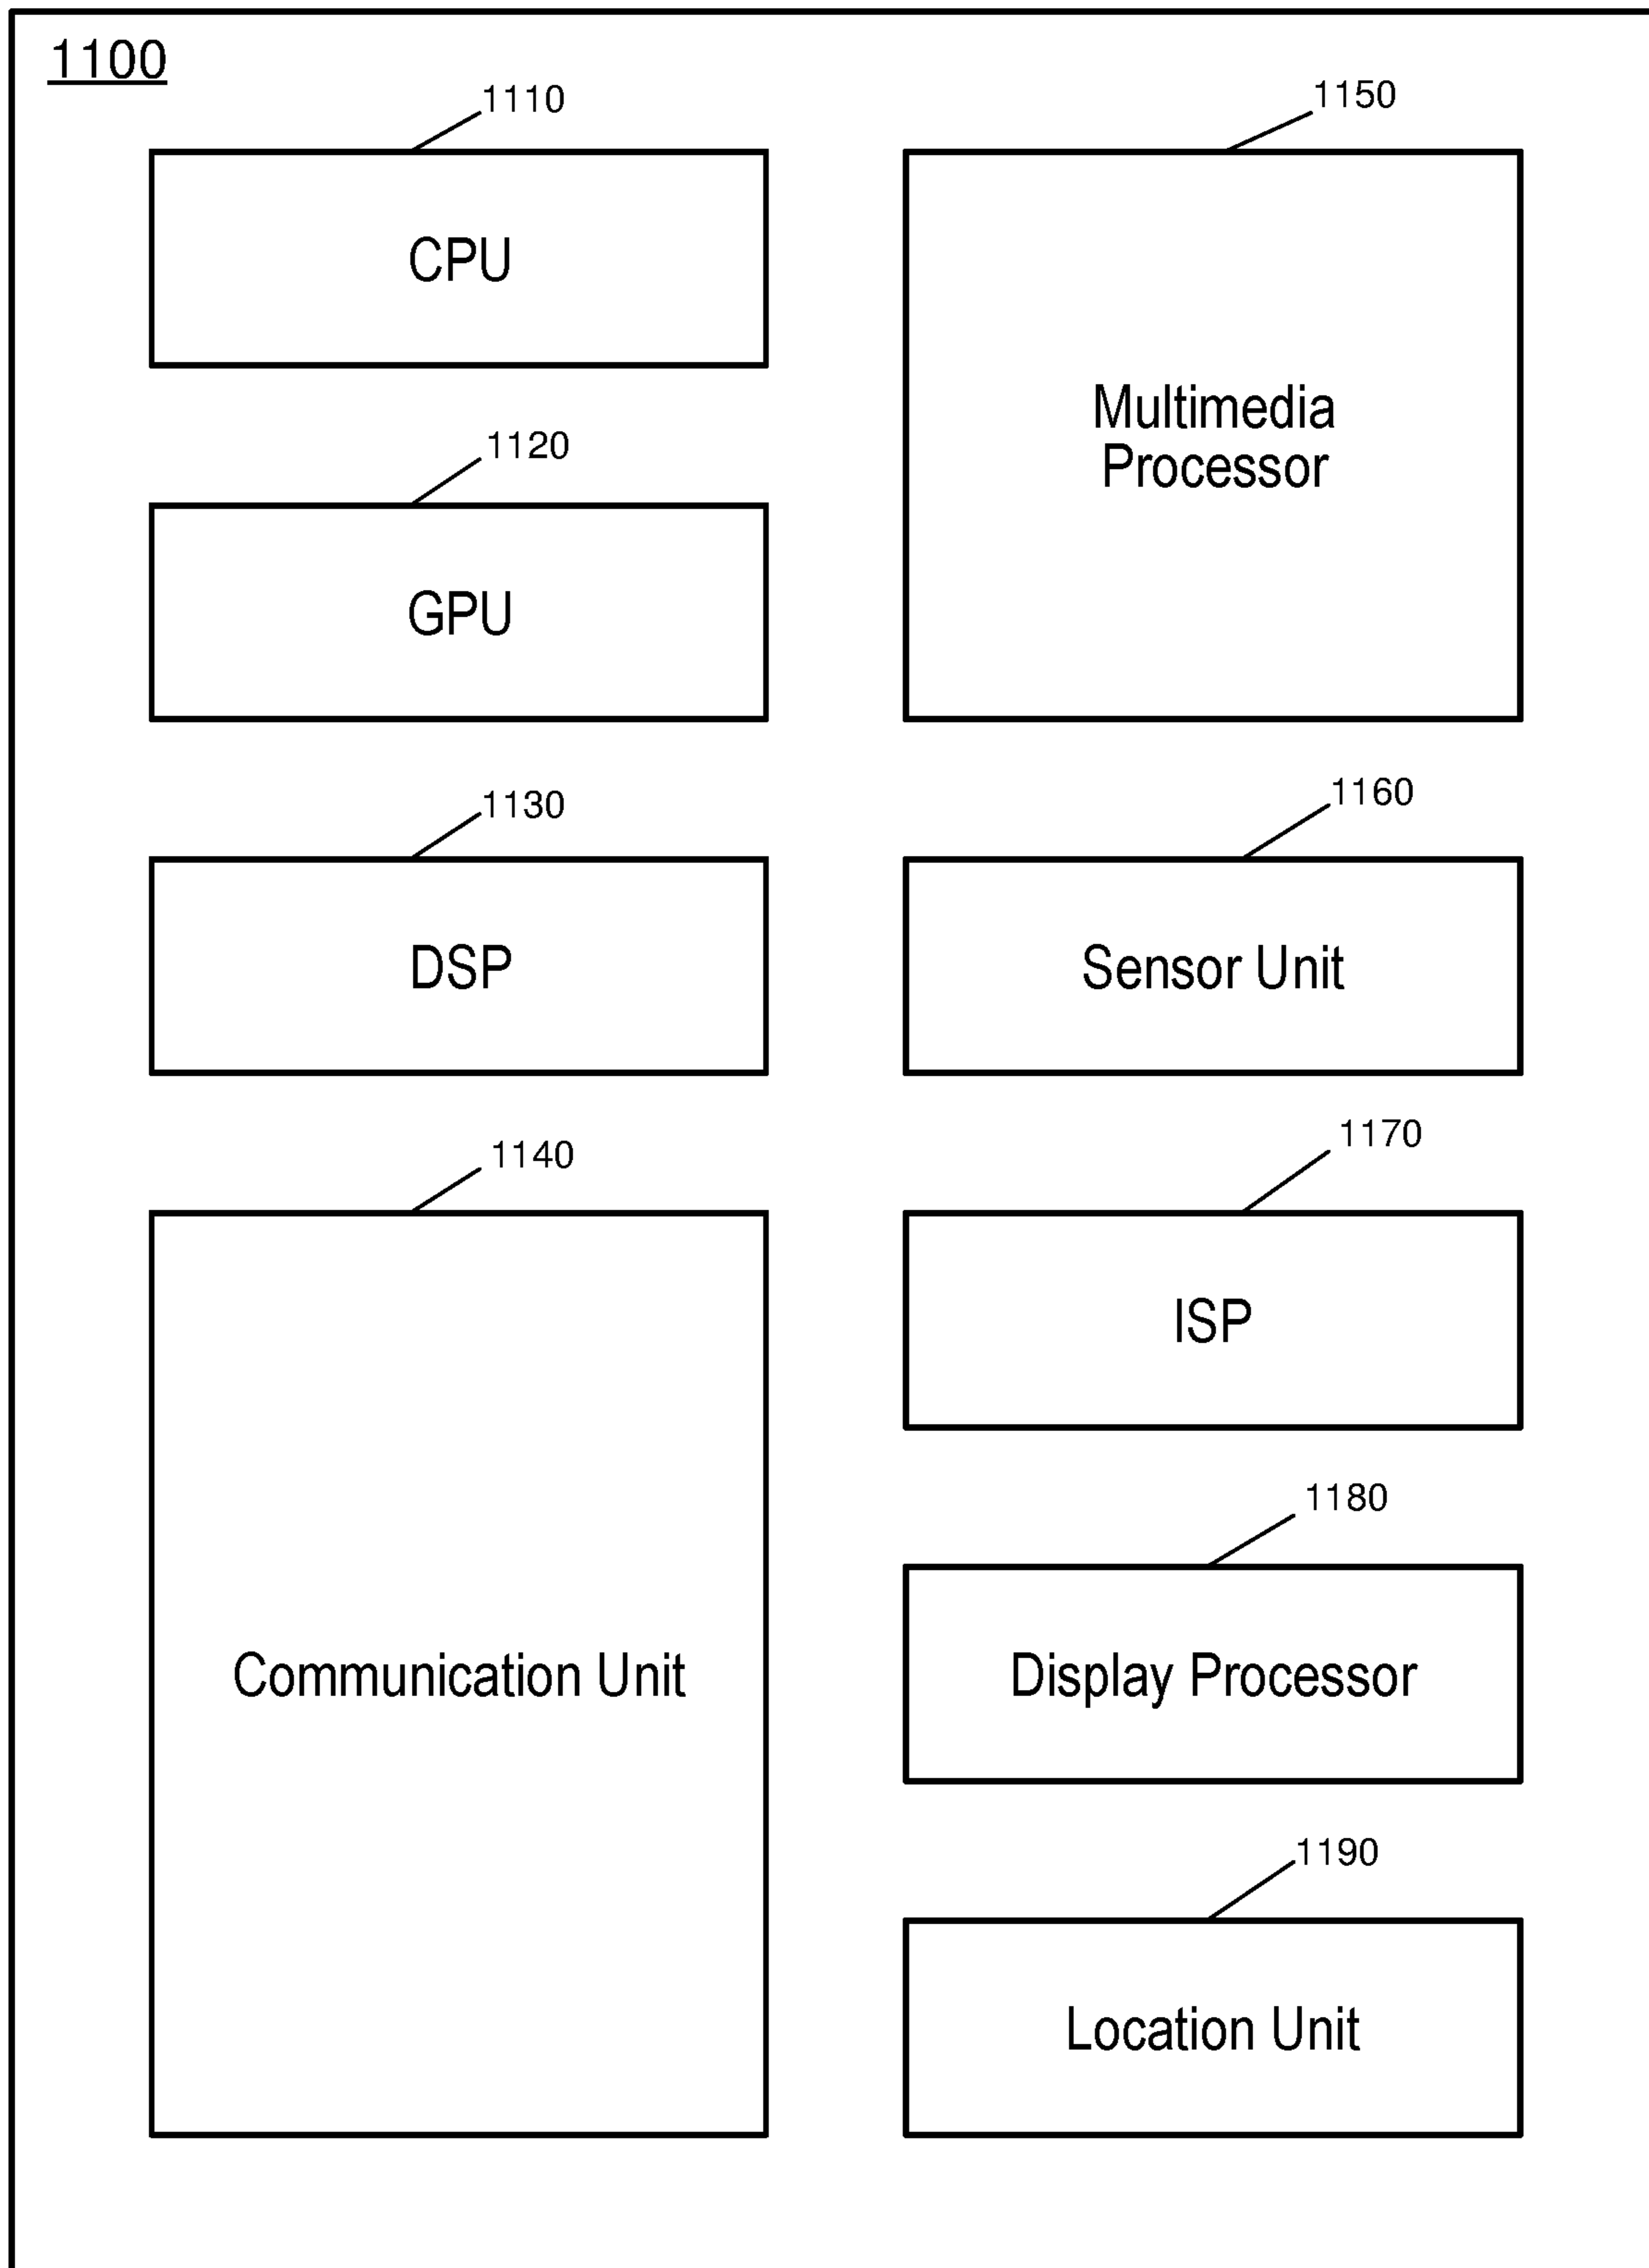 1100
1110
CPU
1120
GPU
1130
DSP
1140
Communication Unit
1150
Multimedia
Processor
1160
Sensor Unit
1170
ISP
1180
Display Processor
1190
Location Unit